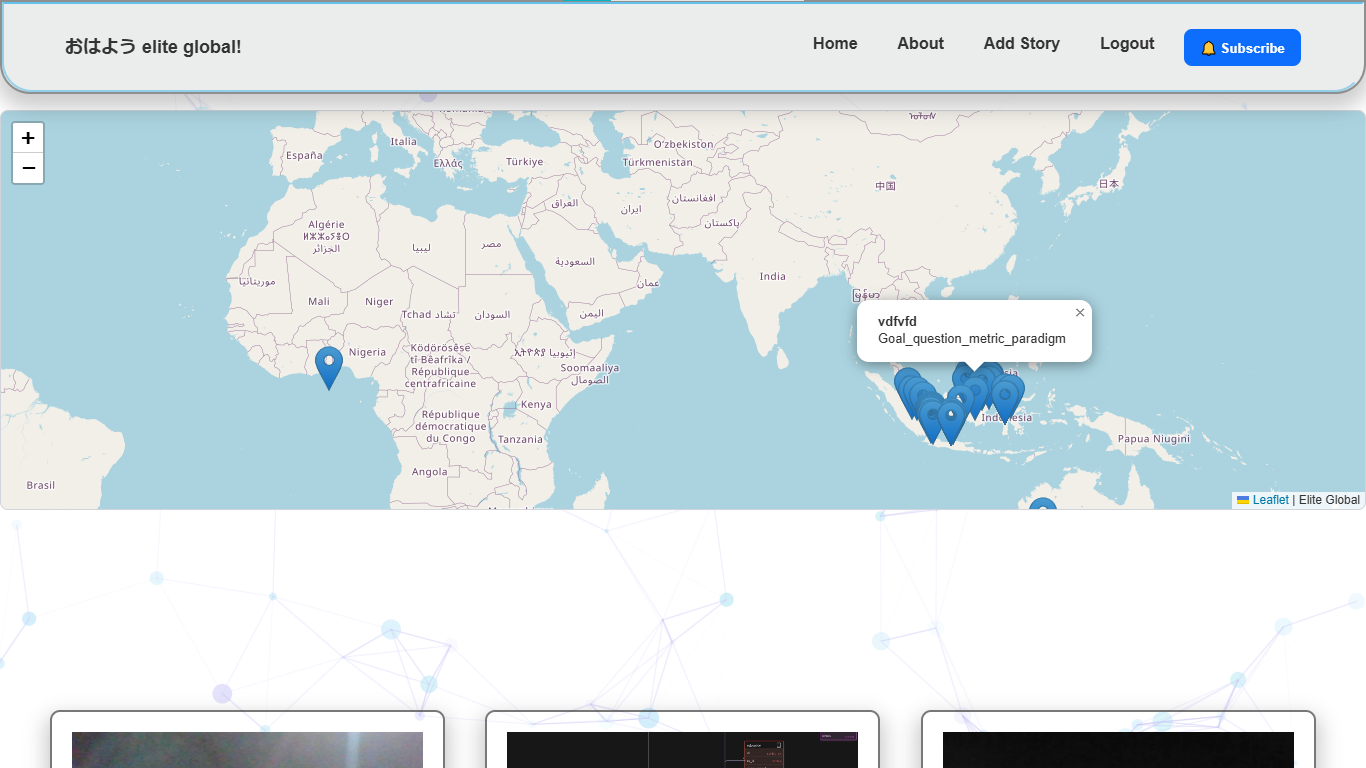 おはよう elite global!
Home
About
Add Story
Logout
Subscribe
+
−
Italia
España
Ελλάς
Türkiye
Oʻzbekiston
Türkmenistan
中国
日本
افغانستان
العراق
ایران
پاکستان
Algérie
ⵍⵣⵣⴰⵢⴻⵔ
الجزائر
ليبيا
مصر
السعودية
India
موريتانيا
عمان
Mali
Niger
Tchad تشاد
السودان
اليمن
vdfvfd
×
Goal_question_metric_paradigm
Nigeria
Ködörösêse
tî Bêafrîka /
République
centrafricaine
ኢትዮጵያ إثيوبيا
Soomaaliya
الصومال
Kenya
République
démocratique
du Congo
Tanzania
Indonesia
Papua Niugini
Angola
Brasil
Leaflet | Elite Global